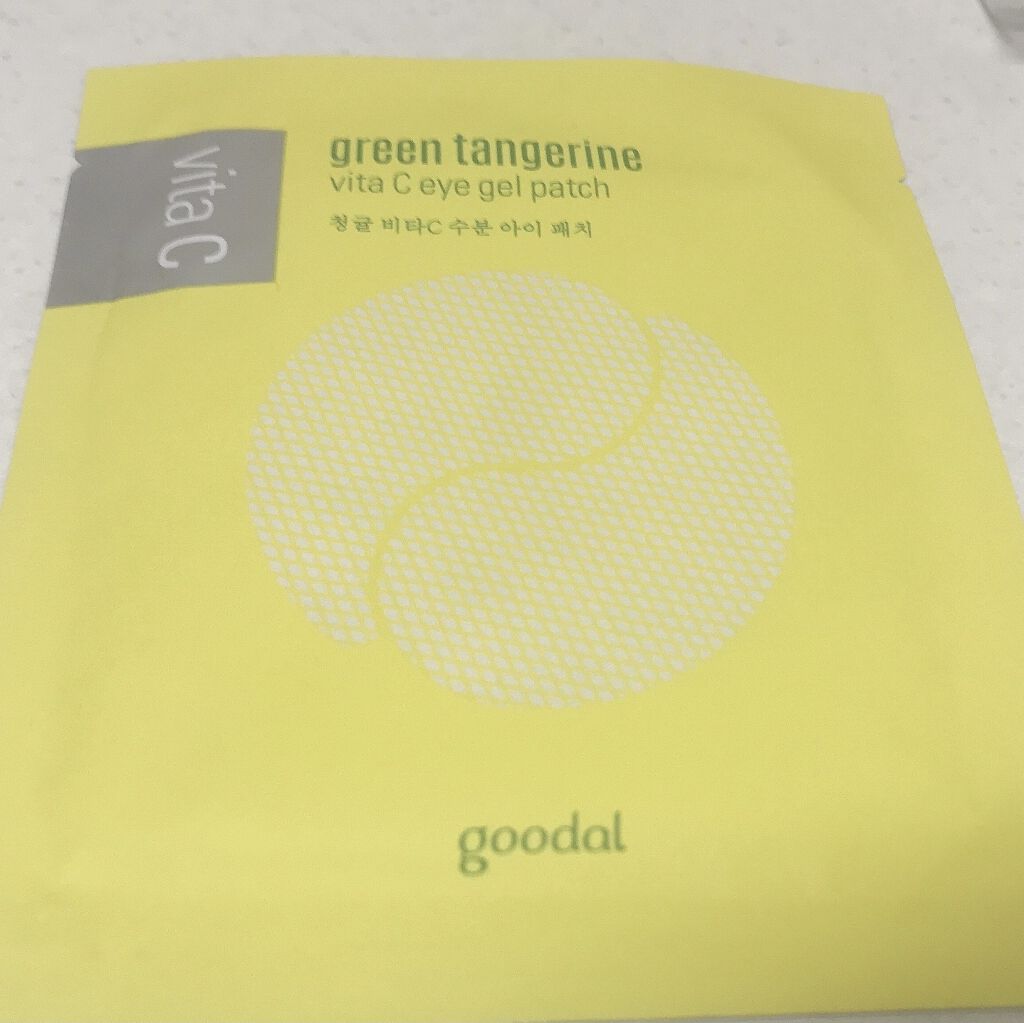 vita C
green tangerine
vita C eye gel patch
청귤 비타C 수분 아이 패치
goodal